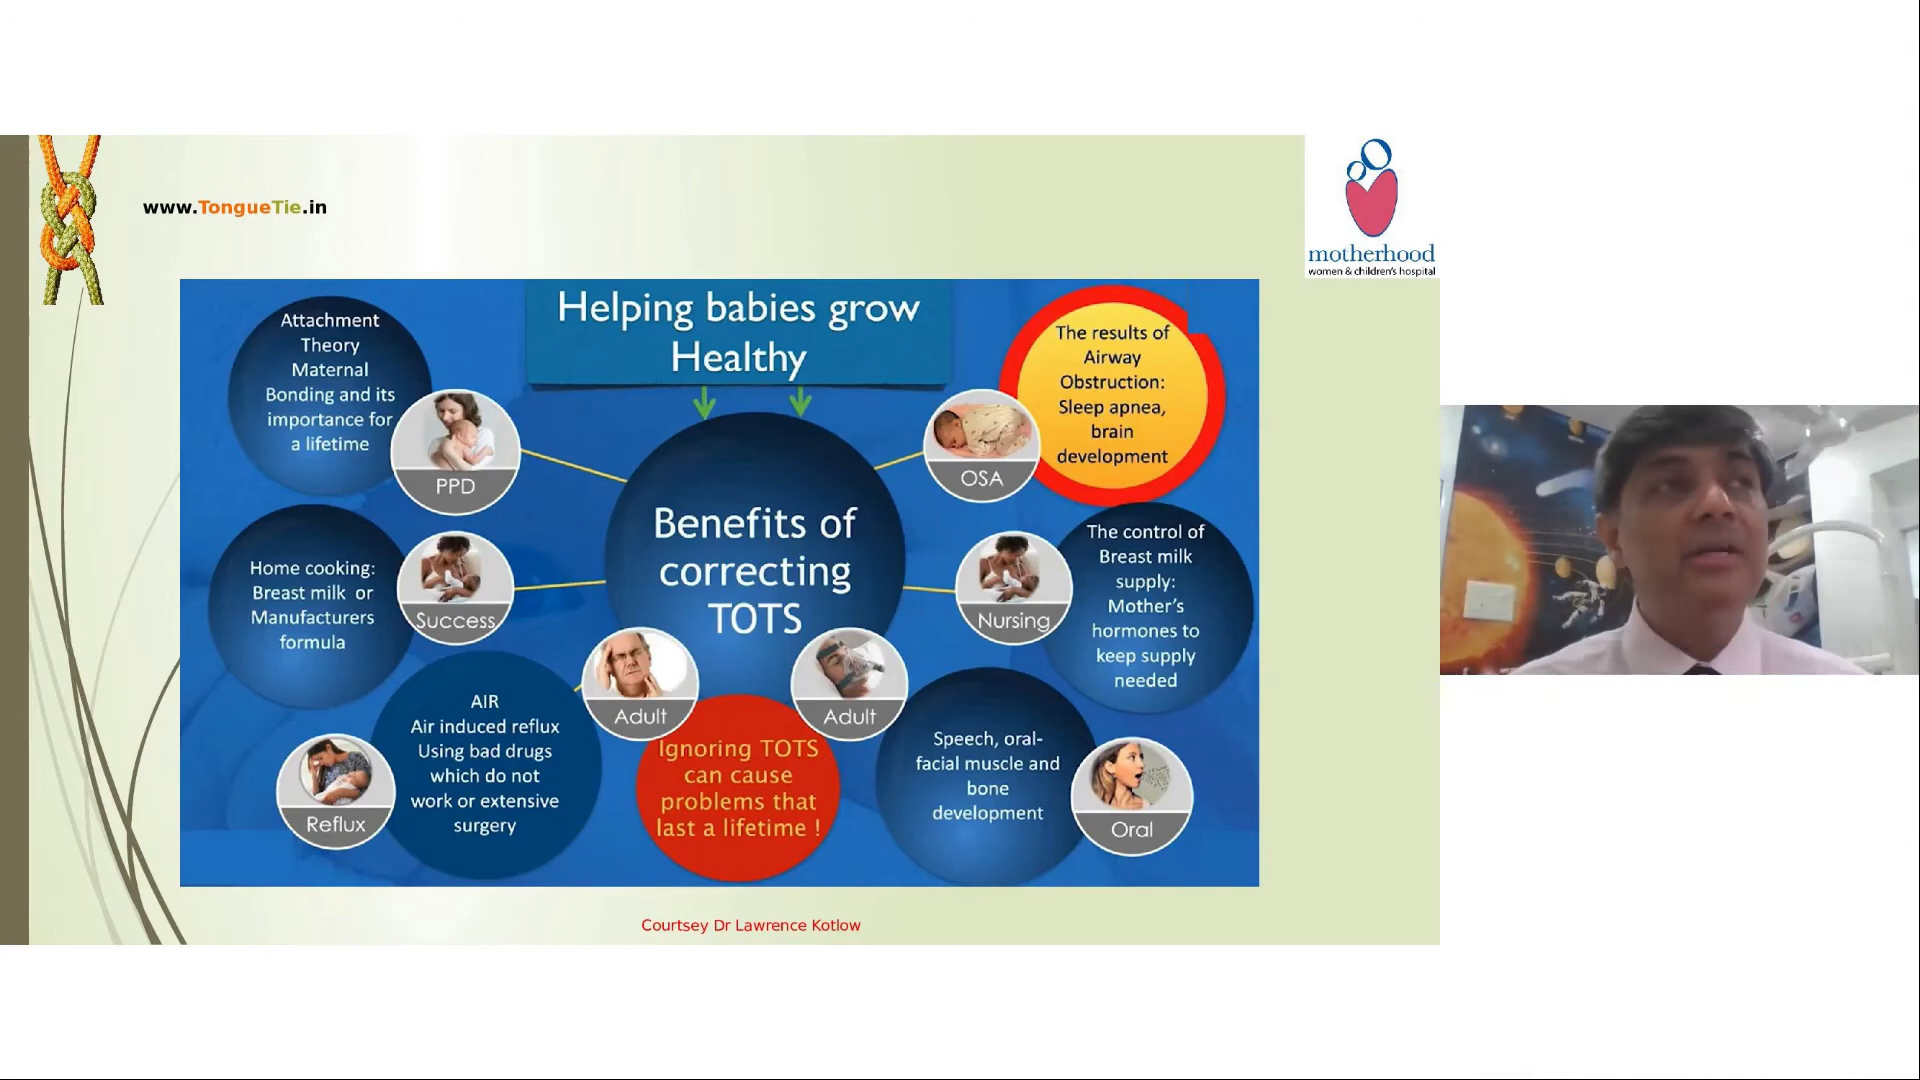 www.TongueTie.in
motherhood
women & children's hospital
Helping babies grow
Healthy
Attachment
Theory
Maternal
Bonding and its
importance for
a lifetime
PPD
The results of
Airway
Obstruction:
Sleep apnea,
brain
development
OSA
Benefits of
correcting
TOTS
Home cooking:
Breast milk or
Manufacturers
formula
Success
Nursing
The control of
Breast milk
supply:
Mother's
hormones to
keep supply
needed
AIR
Air induced reflux
Using bad drugs
which do not
work or extensive
surgery
Reflux
Adult
Adult
Ignoring TOTS
can cause
problems that
last a lifetime !
Speech, oral-
facial muscle and
bone
development
Oral
Courtsey Dr Lawrence Kotlow